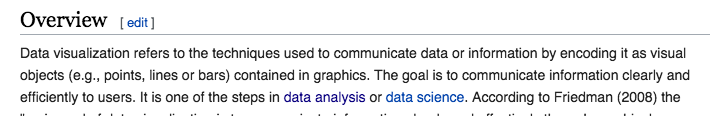 Overview [ edit ]
Data visualization refers to the techniques used to communicate data or information by encoding it as visual
objects (e.g., points, lines or bars) contained in graphics. The goal is to communicate information clearly and
efficiently to users. It is one of the steps in data analysis or data science. According to Friedman (2008) the